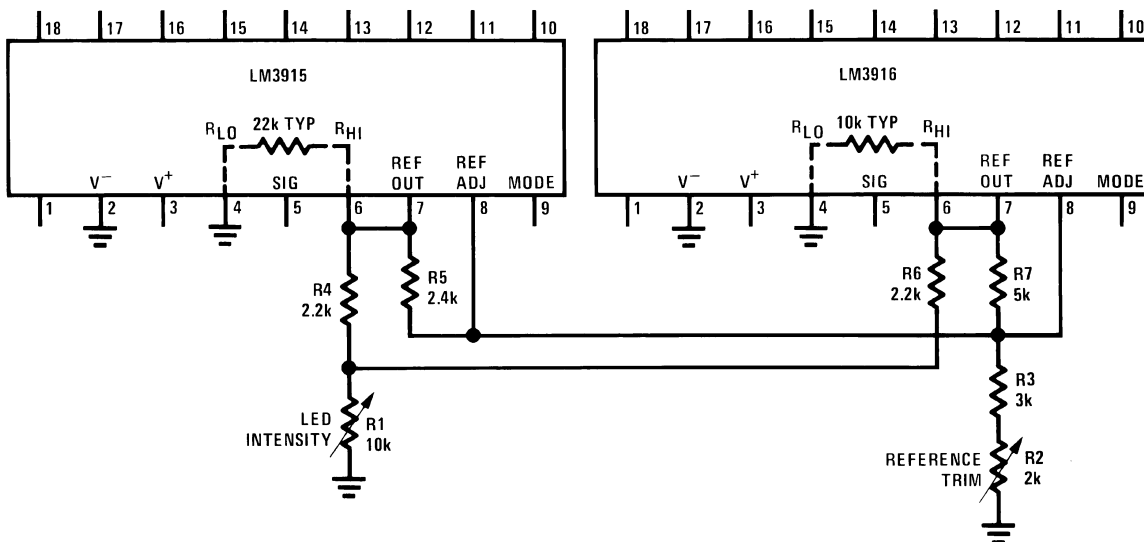 18 17 16 15 14 13 12 11 10
18 17 16 15 14 13 12 11 10
LM3915
LM3916
RLO 22k TYP RHI
RLO 10k TYP RHI
V− V+ SIG REF OUT REF ADJ MODE
V− V+ SIG REF OUT REF ADJ MODE
1 2 3 4 5 6 7 8 9
1 2 3 4 5 6 7 8 9
R4
2.2k
R5
2.4k
R6
2.2k
R7
5k
LED
INTENSITY
R1
10k
R3
3k
REFERENCE
TRIM
R2
2k